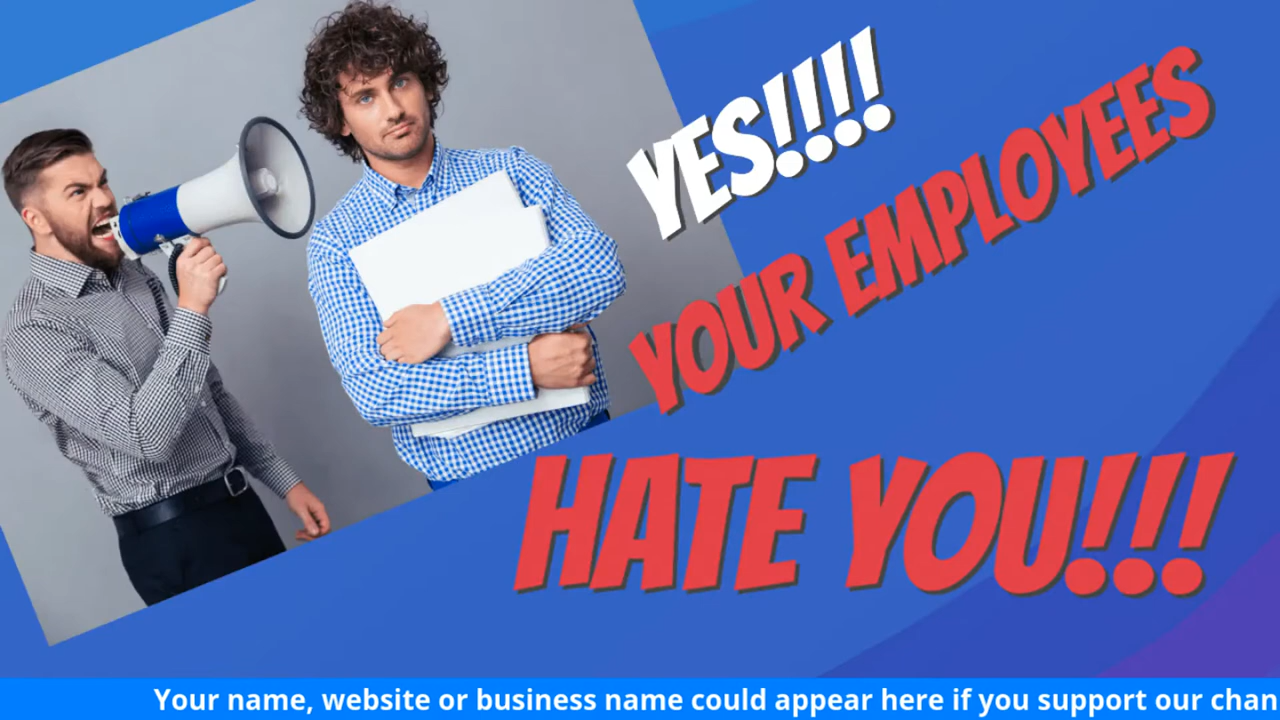 YES!!!!
YOUR EMPLOYEES
HATE YOU!!!
Your name, website or business name could appear here if you support our chan